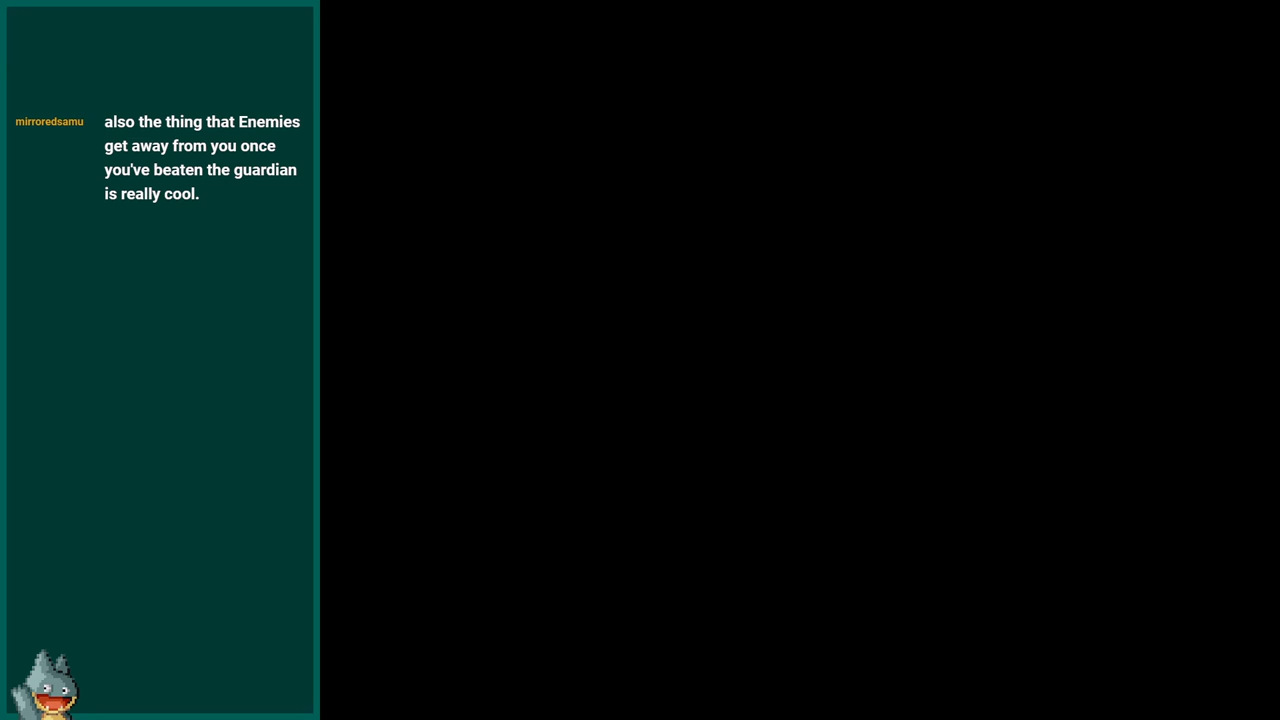 mirroredsamu
also the thing that Enemies
get away from you once
you've beaten the guardian
is really cool.